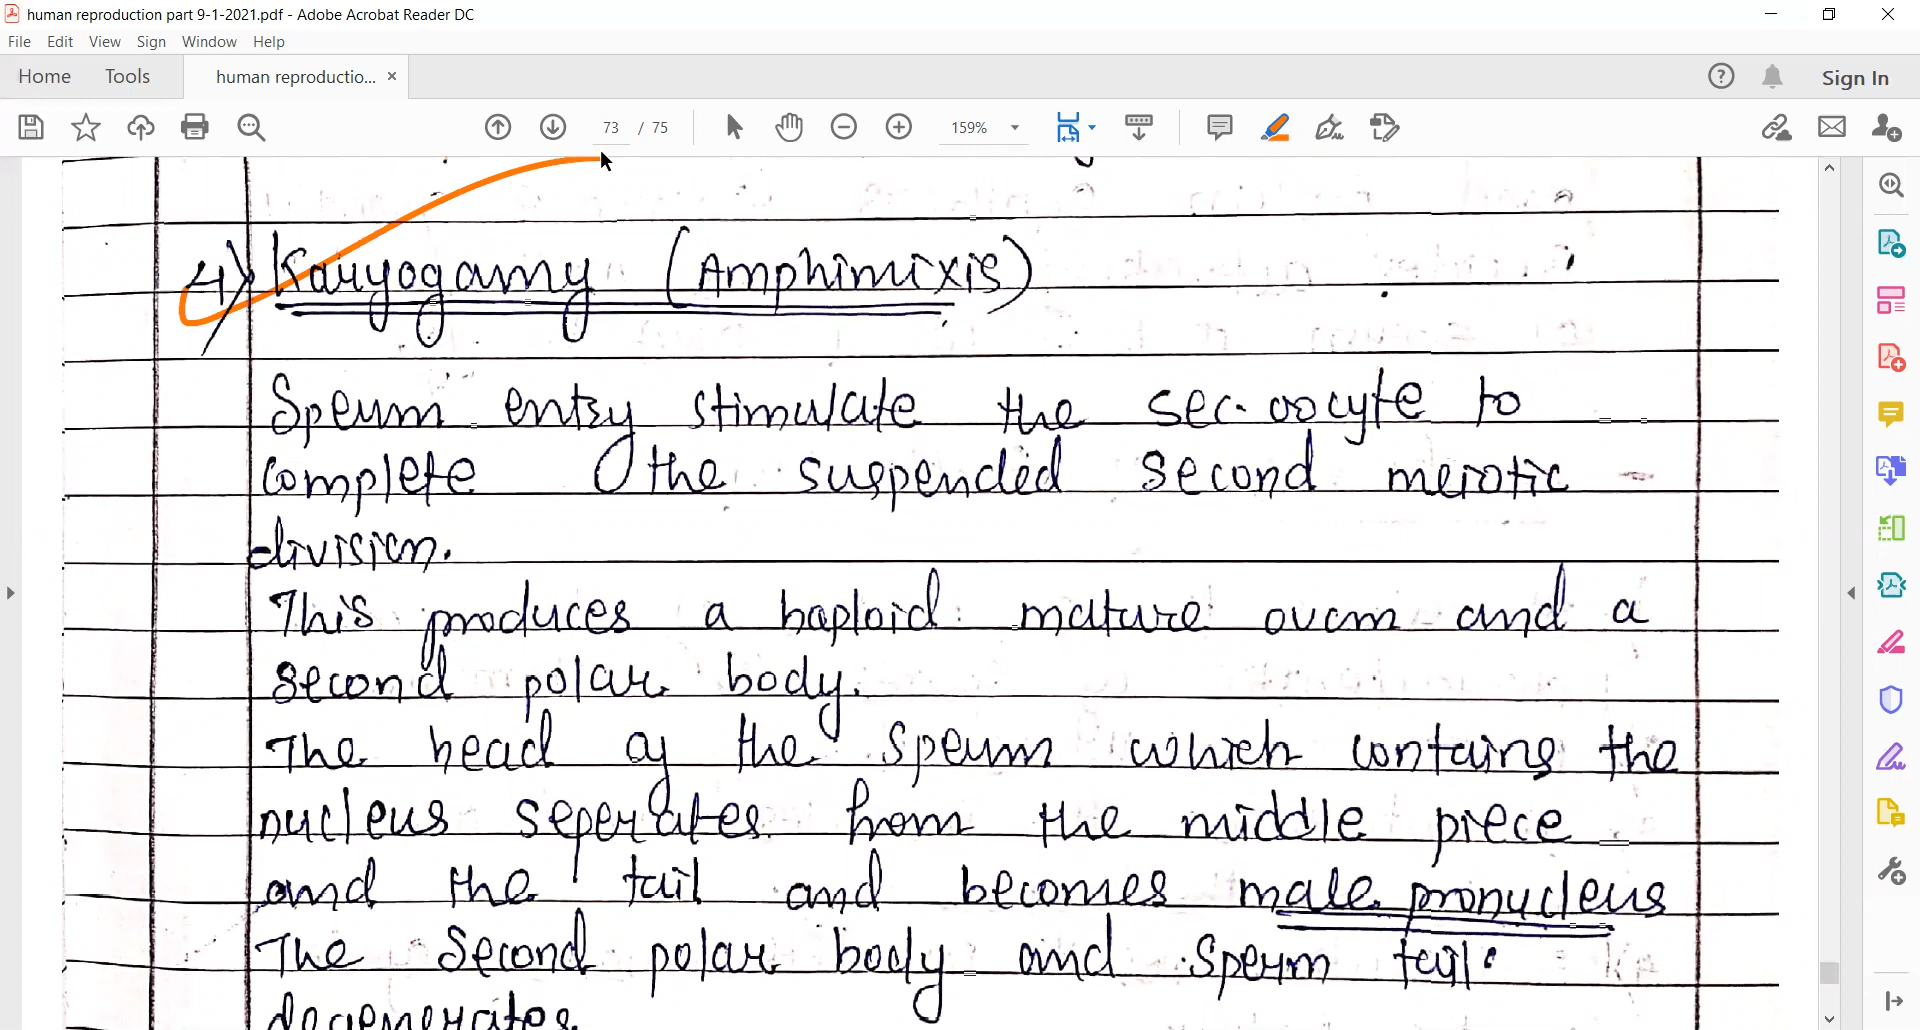 human reproduction part 9-1-2021.pdf - Adobe Acrobat Reader DC
File Edit View Sign Window Help
Home Tools human reproductio... × Sign In
73 / 75 159%
4) Karyogamy (Amphimixis)
Sperm entry stimulate the sec. oocyte to
complete the suspended second meiotic
division.
This produces a haploid mature ovum and a
second polar body.
The head of the sperm which contains the
nucleus seperates from the middle piece
and the tail and becomes male pronucleus
The Second polar body and sperm tail
degenerates.